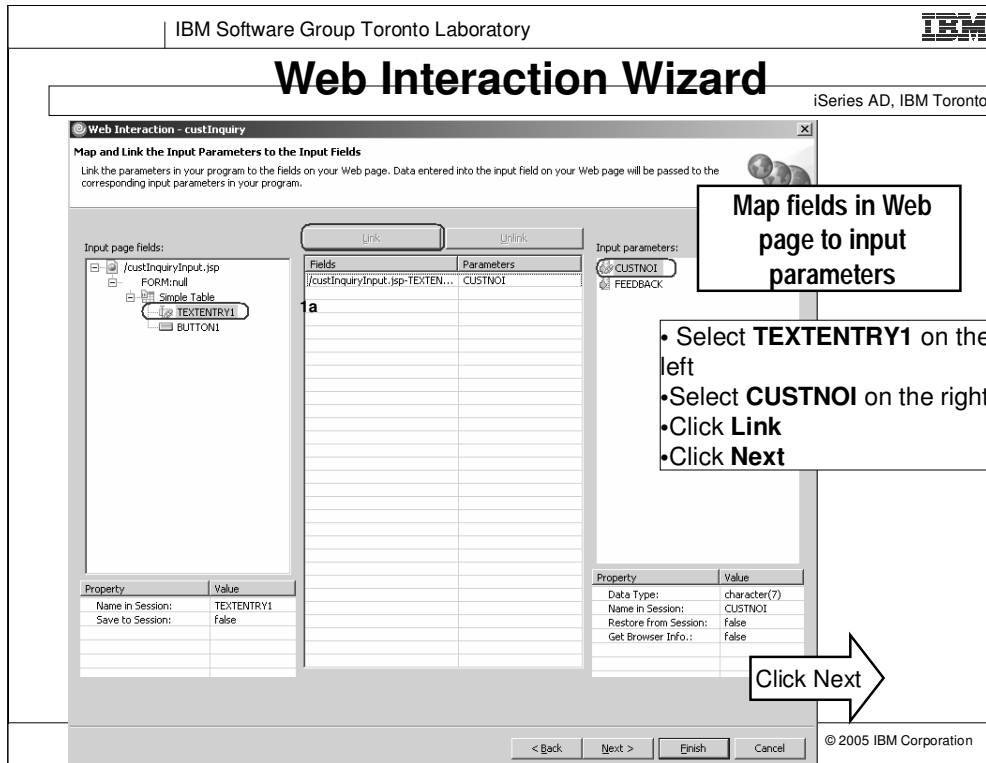 IBM Software Group Toronto Laboratory
IBM
Web Interaction Wizard
iSeries AD, IBM Toronto
Web Interaction - custInquiry
Map and Link the Input Parameters to the Input Fields
Link the parameters in your program to the fields on your Web page. Data entered into the input field on your Web page will be passed to the
corresponding input parameters in your program.
Map fields in Web
page to input
parameters
Link
Unlink
Input page fields:
/custInquiryInput.jsp
FORM:null
Simple Table
TEXTENTRY1
BUTTON1
Fields Parameters
/custInquiryInput.jsp-TEXTEN... CUSTNOI
1a
Input parameters:
CUSTNOI
FEEDBACK
• Select TEXTENTRY1 on the
left
•Select CUSTNOI on the right
•Click Link
•Click Next
Property Value
Name in Session: TEXTENTRY1
Save to Session: false
Property Value
Data Type: character(7)
Name in Session: CUSTNOI
Restore from Session: false
Get Browser Info.: false
Click Next
< Back Next > Finish Cancel
© 2005 IBM Corporation